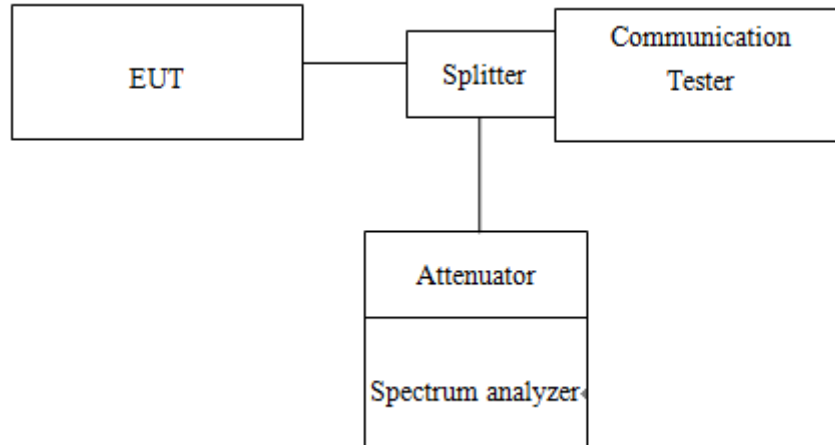 EUT
Splitter
Communication
Tester
Attenuator
Spectrum analyzer